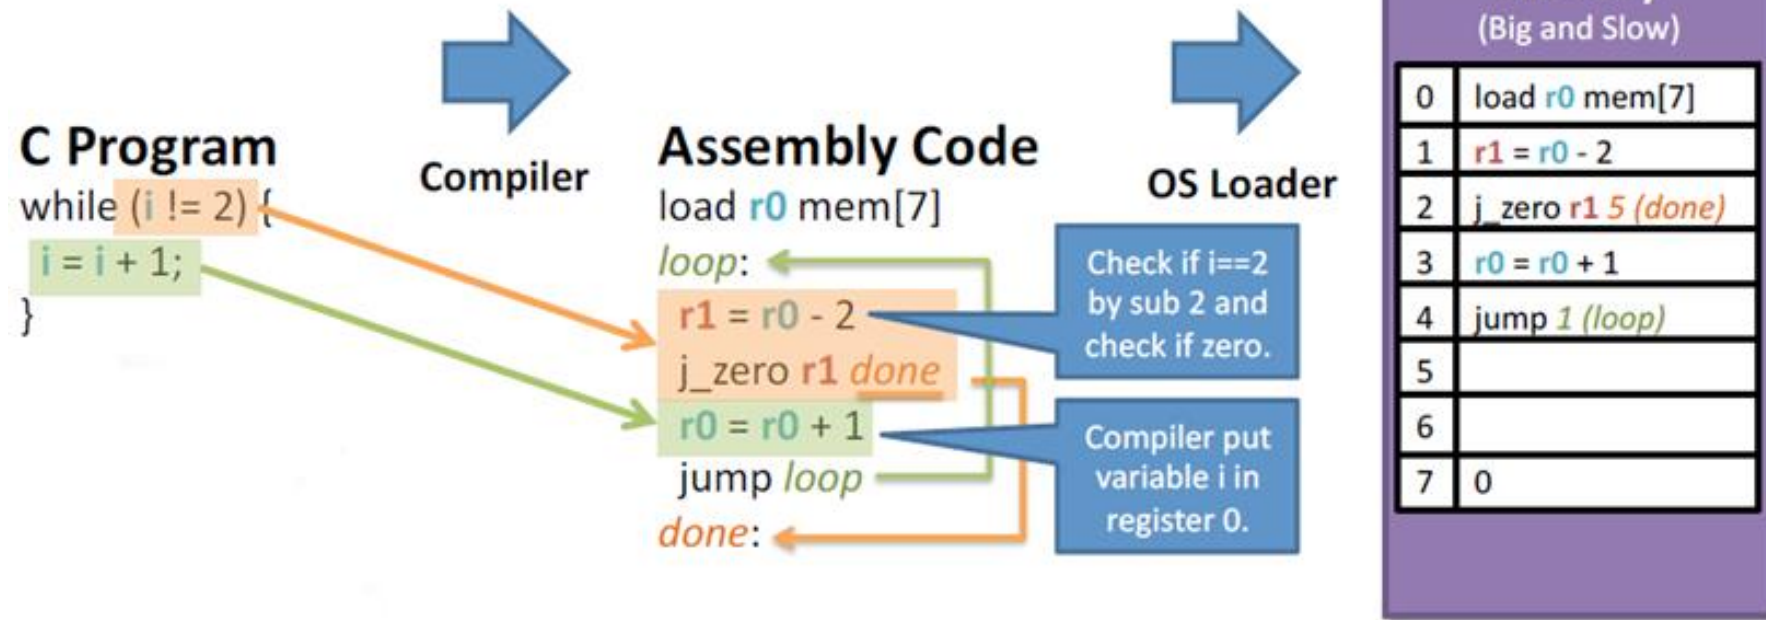 C Program
while (i != 2) {
i = i + 1;
}
Compiler
Assembly Code
load r0 mem[7]
loop:
r1 = r0 - 2
j_zero r1 done
r0 = r0 + 1
jump loop
done:
Check if i==2
by sub 2 and
check if zero.
Compiler put
variable i in
register 0.
OS Loader
(Big and Slow)
0 load r0 mem[7]
1 r1 = r0 - 2
2 j_zero r1 5 (done)
3 r0 = r0 + 1
4 jump 1 (loop)
5
6
7 0